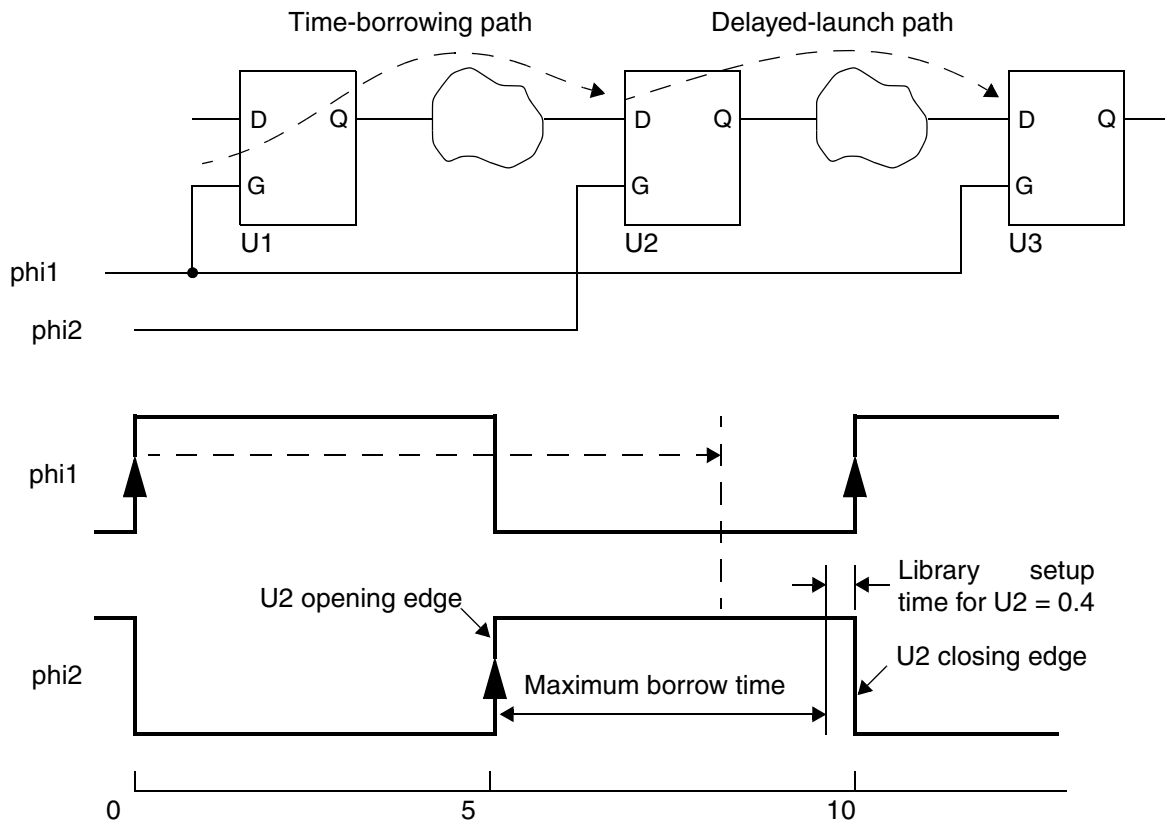 Time-borrowing path
Delayed-launch path
D Q
D Q
D Q
G
G
G
U1
U2
U3
phi1
phi2
phi1
Library setup
time for U2 = 0.4
U2 opening edge
U2 closing edge
phi2
Maximum borrow time
0 5 10